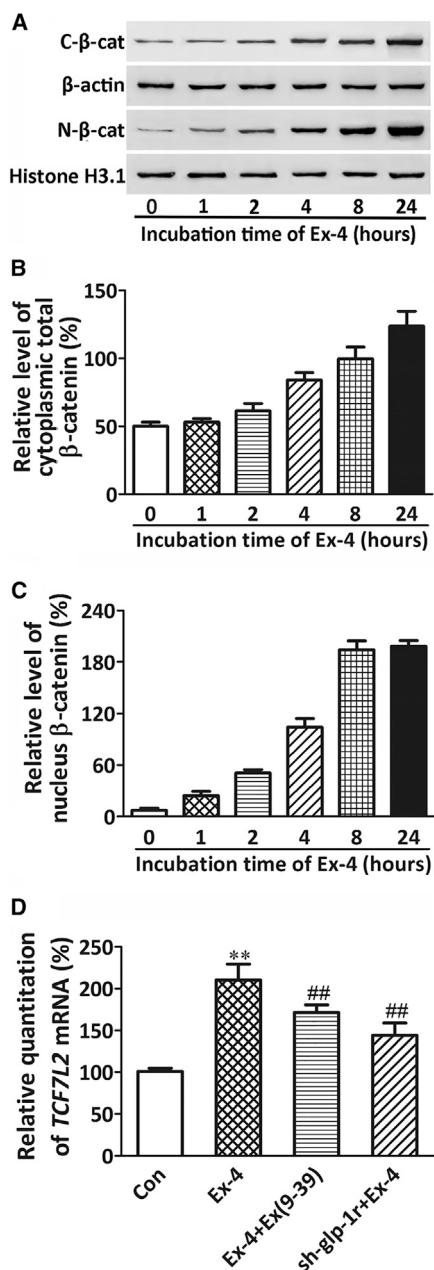 A
C-β-cat
β-actin
N-β-cat
Histone H3.1
0 1 2 4 8 24
Incubation time of Ex-4 (hours)
B
Relative level of
cytoplasmic total
β-catenin (%)
150
100
50
0
0 1 2 4 8 24
Incubation time of Ex-4 (hours)
C
Relative level of
nucleus β-catenin (%)
240
180
120
60
0
0 1 2 4 8 24
Incubation time of Ex-4 (hours)
D
Relative quantitation
of TCF7L2 mRNA (%)
250
200
150
100
50
0
**
##
##
Con
Ex-4
Ex-4+Ex(9-39)
sh-glp-1r+Ex-4